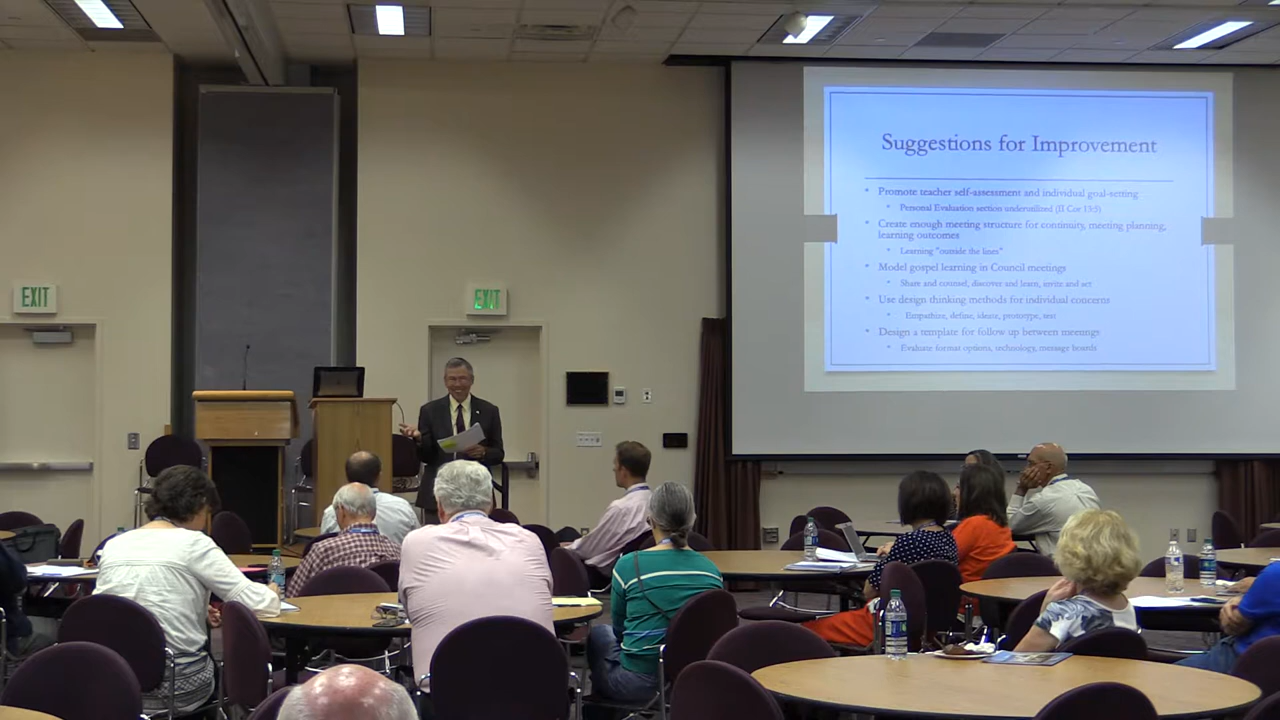 Suggestions for Improvement
Promote teacher self-assessment and individual goal-setting
Personal Evaluation section underutilized (II Cor 13:5)
Create enough meeting structure for continuity, meeting planning,
learning outcomes
Learning "outside the lines"
Model gospel learning in Council meetings
Share and counsel, discover and learn, invite and act
Use design thinking methods for individual concerns
Empathize, define, ideate, prototype, test
Design a template for follow up between meetings
Evaluate format options, technology, message boards
EXIT
EXIT